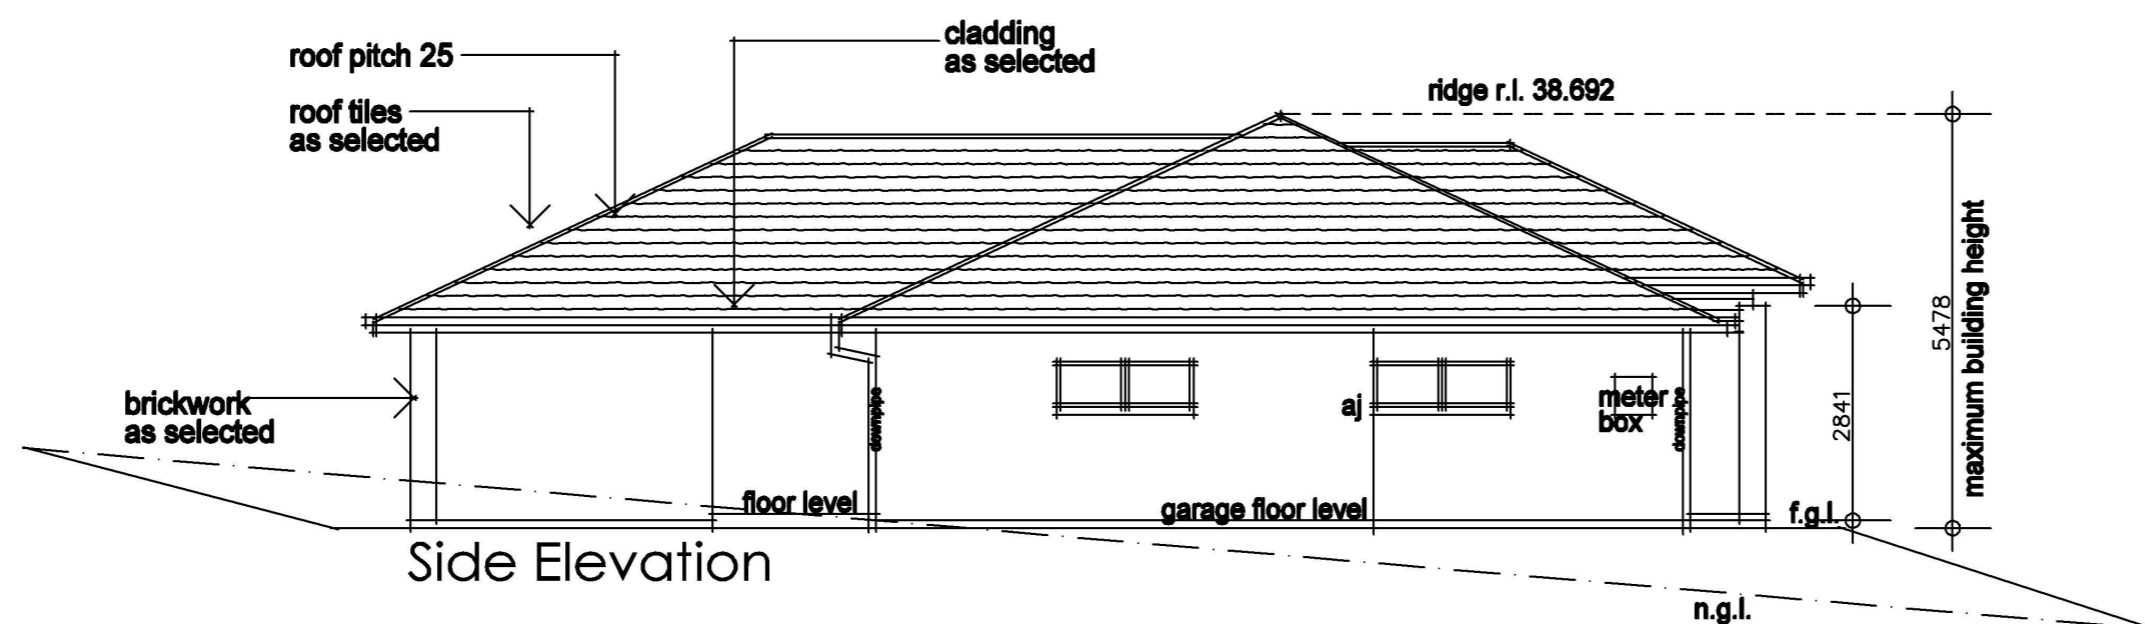 cladding
as selected
roof pitch 25
ridge r.l. 38.692
roof tiles
as selected
maximum building height
5478
2841
brickwork
as selected
downpipe
aj
meter
box
downpipe
floor level
garage floor level
f.g.l.
Side Elevation
n.g.l.